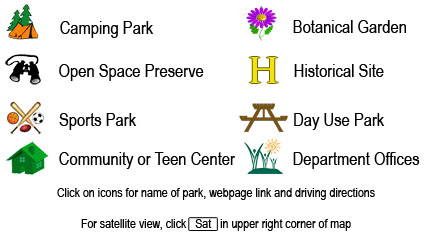 Camping Park
Botanical Garden
Open Space Preserve
H
Historical Site
Sports Park
Day Use Park
Community or Teen Center
Department Offices
Click on icons for name of park, webpage link and driving directions
For satellite view, click Sat in upper right corner of map